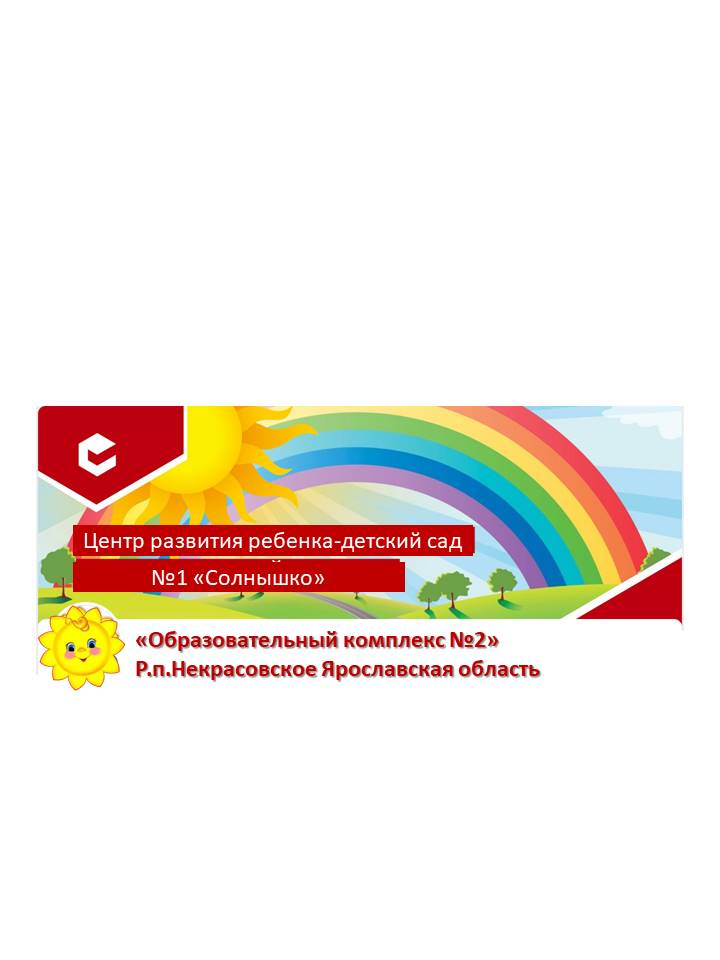 Центр развития ребенка-детский сад
№1 «Солнышко»
«Образовательный комплекс №2»
Р.п.Некрасовское Ярославская область